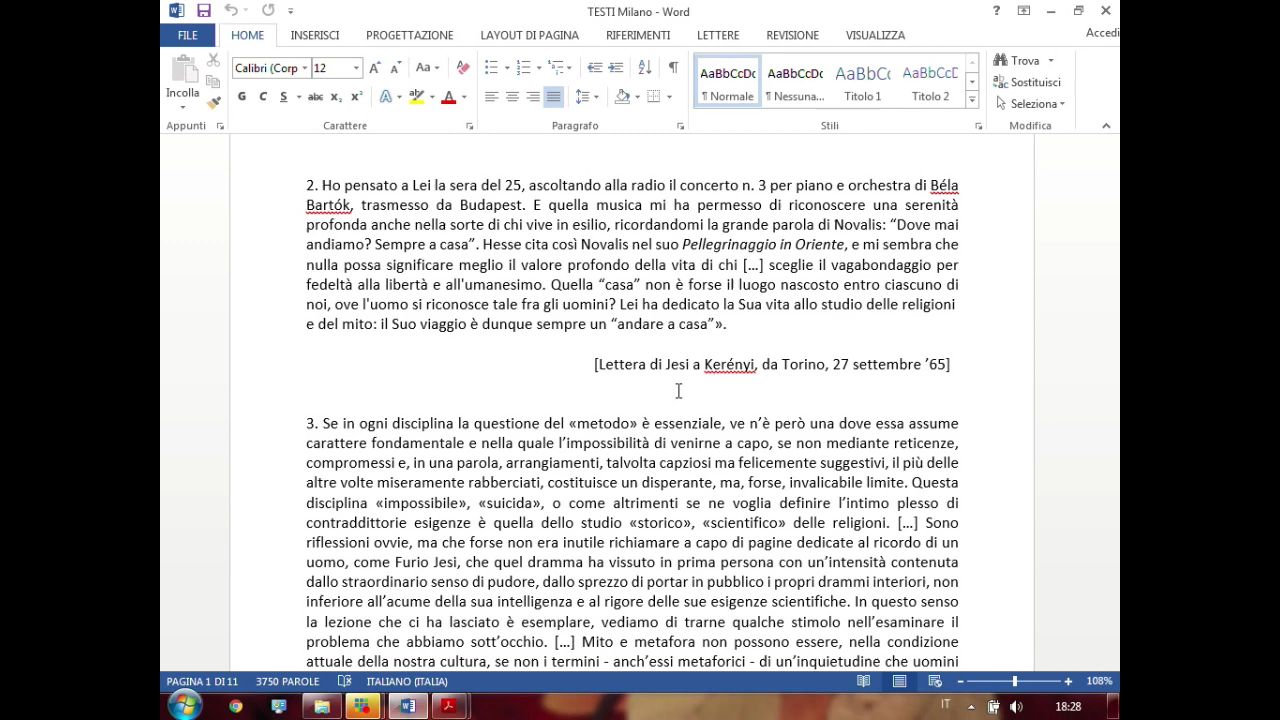 TESTI Milano - Word
?
FILE HOME INSERISCI PROGETTAZIONE LAYOUT DI PAGINA RIFERIMENTI LETTERE REVISIONE VISUALIZZA Accedi
Incolla
Calibri (Corp 12 Aa
G C S abc x₂ x² A A
AaBbCcDc AaBbCcDc AaBbC AaBbCcD
¶ Normale ¶ Nessuna... Titolo 1 Titolo 2
Trova
Sostituisci
Seleziona
Appunti Carattere Paragrafo Stili Modifica
2. Ho pensato a Lei la sera del 25, ascoltando alla radio il concerto n. 3 per piano e orchestra di Béla
Bartók, trasmesso da Budapest. E quella musica mi ha permesso di riconoscere una serenità
profonda anche nella sorte di chi vive in esilio, ricordandomi la grande parola di Novalis: “Dove mai
andiamo? Sempre a casa”. Hesse cita così Novalis nel suo Pellegrinaggio in Oriente, e mi sembra che
nulla possa significare meglio il valore profondo della vita di chi […] sceglie il vagabondaggio per
fedeltà alla libertà e all'umanesimo. Quella “casa” non è forse il luogo nascosto entro ciascuno di
noi, ove l'uomo si riconosce tale fra gli uomini? Lei ha dedicato la Sua vita allo studio delle religioni
e del mito: il Suo viaggio è dunque sempre un “andare a casa”».
[Lettera di Jesi a Kerényi, da Torino, 27 settembre ’65]
3. Se in ogni disciplina la questione del «metodo» è essenziale, ve n’è però una dove essa assume
carattere fondamentale e nella quale l’impossibilità di venirne a capo, se non mediante reticenze,
compromessi e, in una parola, arrangiamenti, talvolta capziosi ma felicemente suggestivi, il più delle
altre volte miseramente rabberciati, costituisce un disperante, ma, forse, invalicabile limite. Questa
disciplina «impossibile», «suicida», o come altrimenti se ne voglia definire l’intimo plesso di
contraddittorie esigenze è quella dello studio «storico», «scientifico» delle religioni. […] Sono
riflessioni ovvie, ma che forse non era inutile richiamare a capo di pagine dedicate al ricordo di un
uomo, come Furio Jesi, che quel dramma ha vissuto in prima persona con un’intensità contenuta
dallo straordinario senso di pudore, dallo sprezzo di portar in pubblico i propri drammi interiori, non
inferiore all’acume della sua intelligenza e al rigore delle sue esigenze scientifiche. In questo senso
la lezione che ci ha lasciato è esemplare, vediamo di trarne qualche stimolo nell’esaminare il
problema che abbiamo sott’occhio. […] Mito e metafora non possono essere, nella condizione
attuale della nostra cultura, se non i termini - anch’essi metaforici - di un’inquietudine che uomini
PAGINA 1 DI 11 3750 PAROLE ITALIANO (ITALIA) 108%
IT 18:28